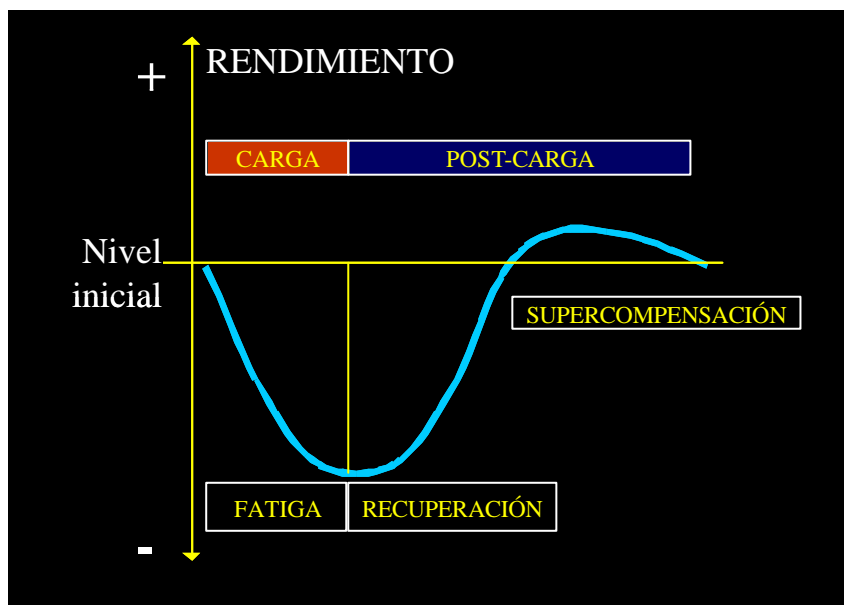 +
RENDIMIENTO
CARGA
POST-CARGA
Nivel
inicial
SUPERCOMPENSACIÓN
FATIGA
RECUPERACIÓN
-